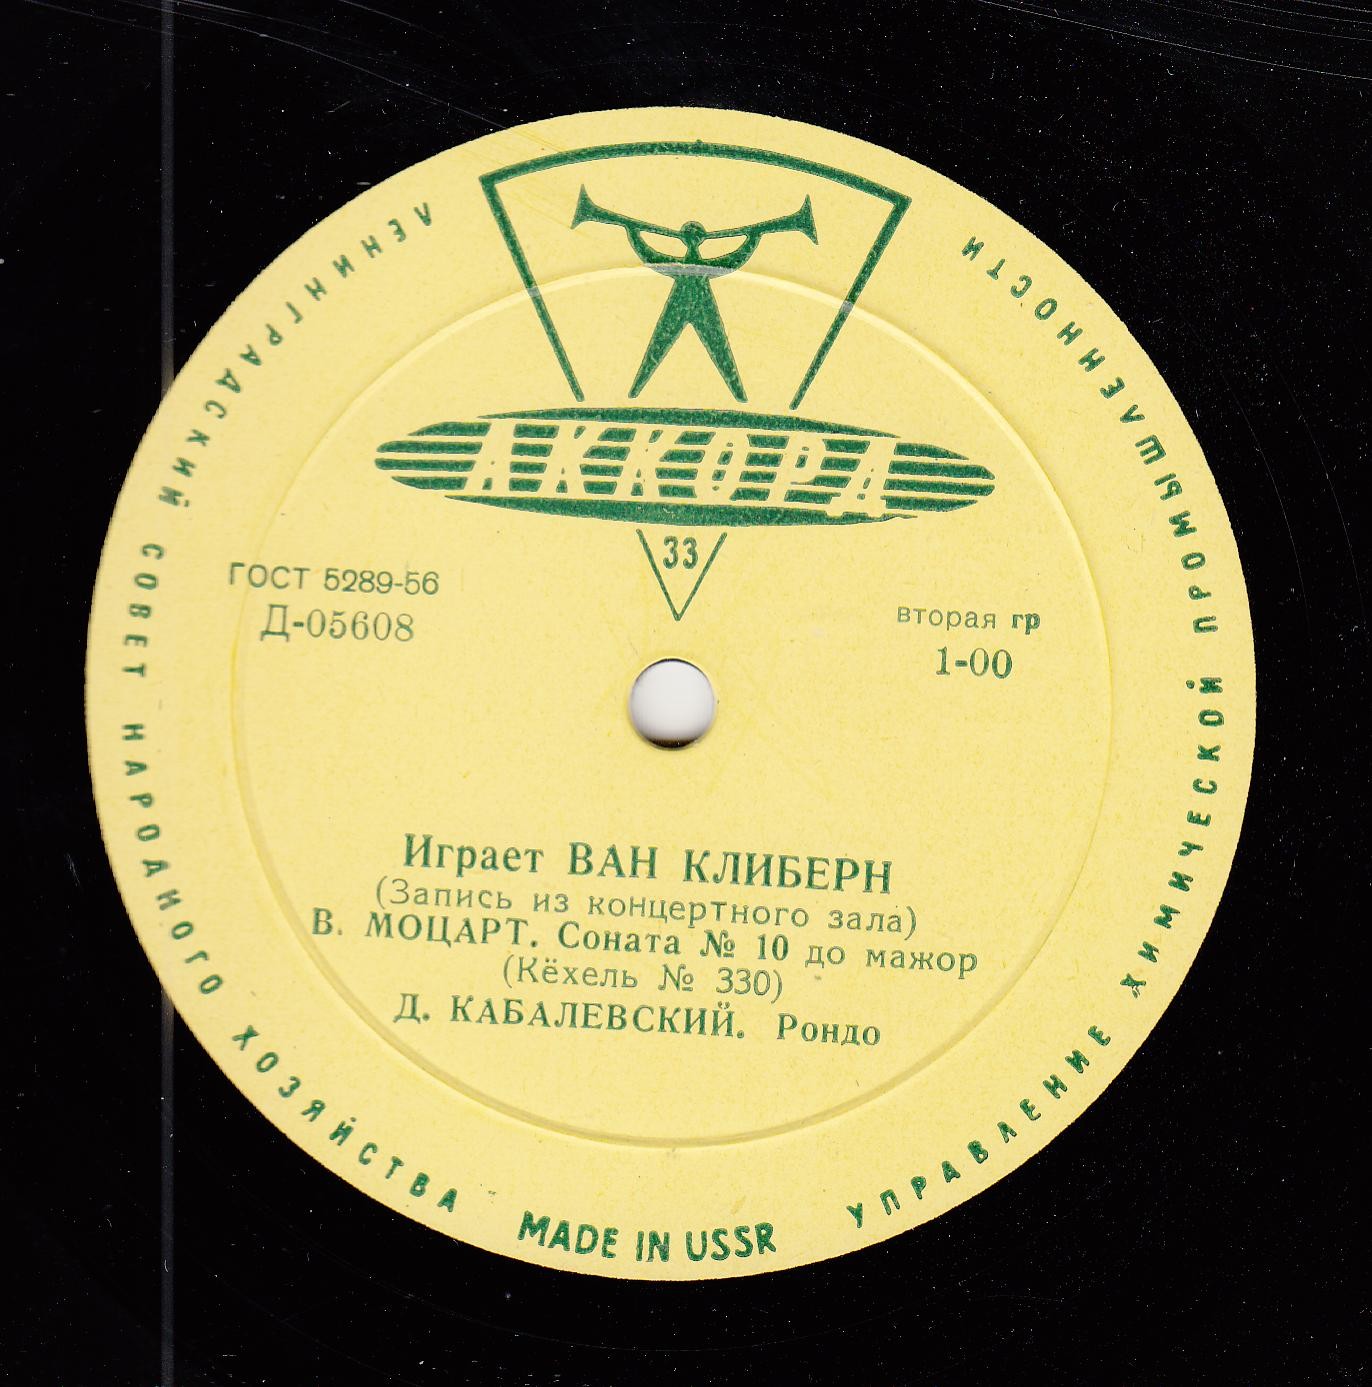 ЛЕНИНГРАДСКИЙ СОВЕТ НАРОДНОГО ХОЗЯЙСТВА
УПРАВЛЕНИЕ ХИМИЧЕСКОЙ ПРОМЫШЛЕННОСТИ
АККОРД
33
ГОСТ 5289-56
Д-05608
вторая гр
1-00
Играет ВАН КЛИБЕРН
(Запись из концертного зала)
В. МОЦАРТ. Соната № 10 до мажор
(Кёхель № 330)
Д. КАБАЛЕВСКИЙ. Рондо
MADE IN USSR